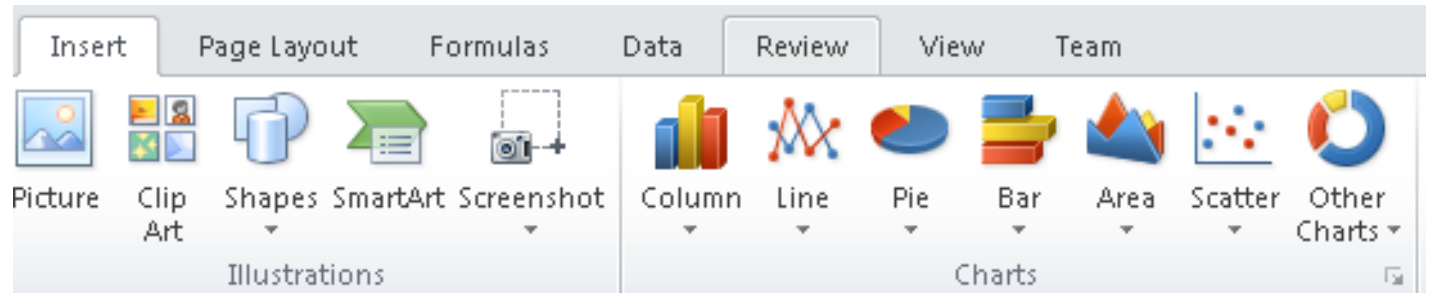 Insert Page Layout Formulas Data Review View Team
Picture Clip Art Shapes SmartArt Screenshot Column Line Pie Bar Area Scatter Other Charts
Illustrations Charts